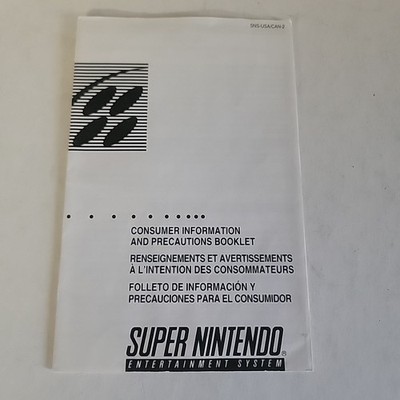 SNS-USA/CAN-2
CONSUMER INFORMATION
AND PRECAUTIONS BOOKLET
RENSEIGNEMENTS ET AVERTISSEMENTS
À L'INTENTION DES CONSOMMATEURS
FOLLETO DE INFORMACIÓN Y
PRECAUCIONES PARA EL CONSUMIDOR
SUPER NINTENDO®
ENTERTAINMENT SYSTEM